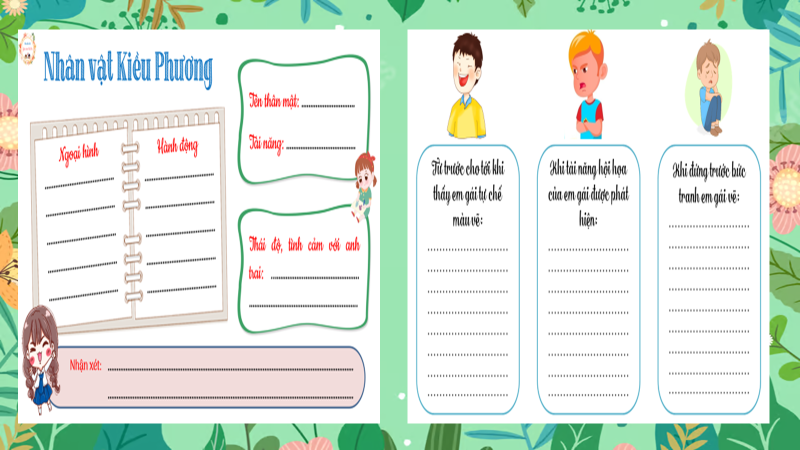 Nhân vật Kiều Phương
Ngoại hình
Hành động
Tên thân mật: ..................
Tài năng: ......................
Thái độ, tình cảm với anh
trai: ..............................
........................................
Nhận xét: ..................................................
..................................................
Từ trước cho tới khi
thấy em gái tự chế
màu vẽ:
Khi tài năng hội họa
của em gái được phát
hiện:
Khi đứng trước bức
tranh em gái vẽ: